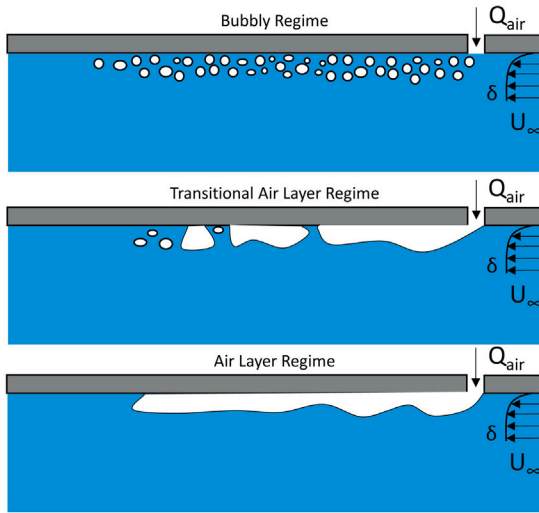 Bubbly Regime
Qair
δ
U∞
Transitional Air Layer Regime
Qair
δ
U∞
Air Layer Regime
Qair
δ
U∞